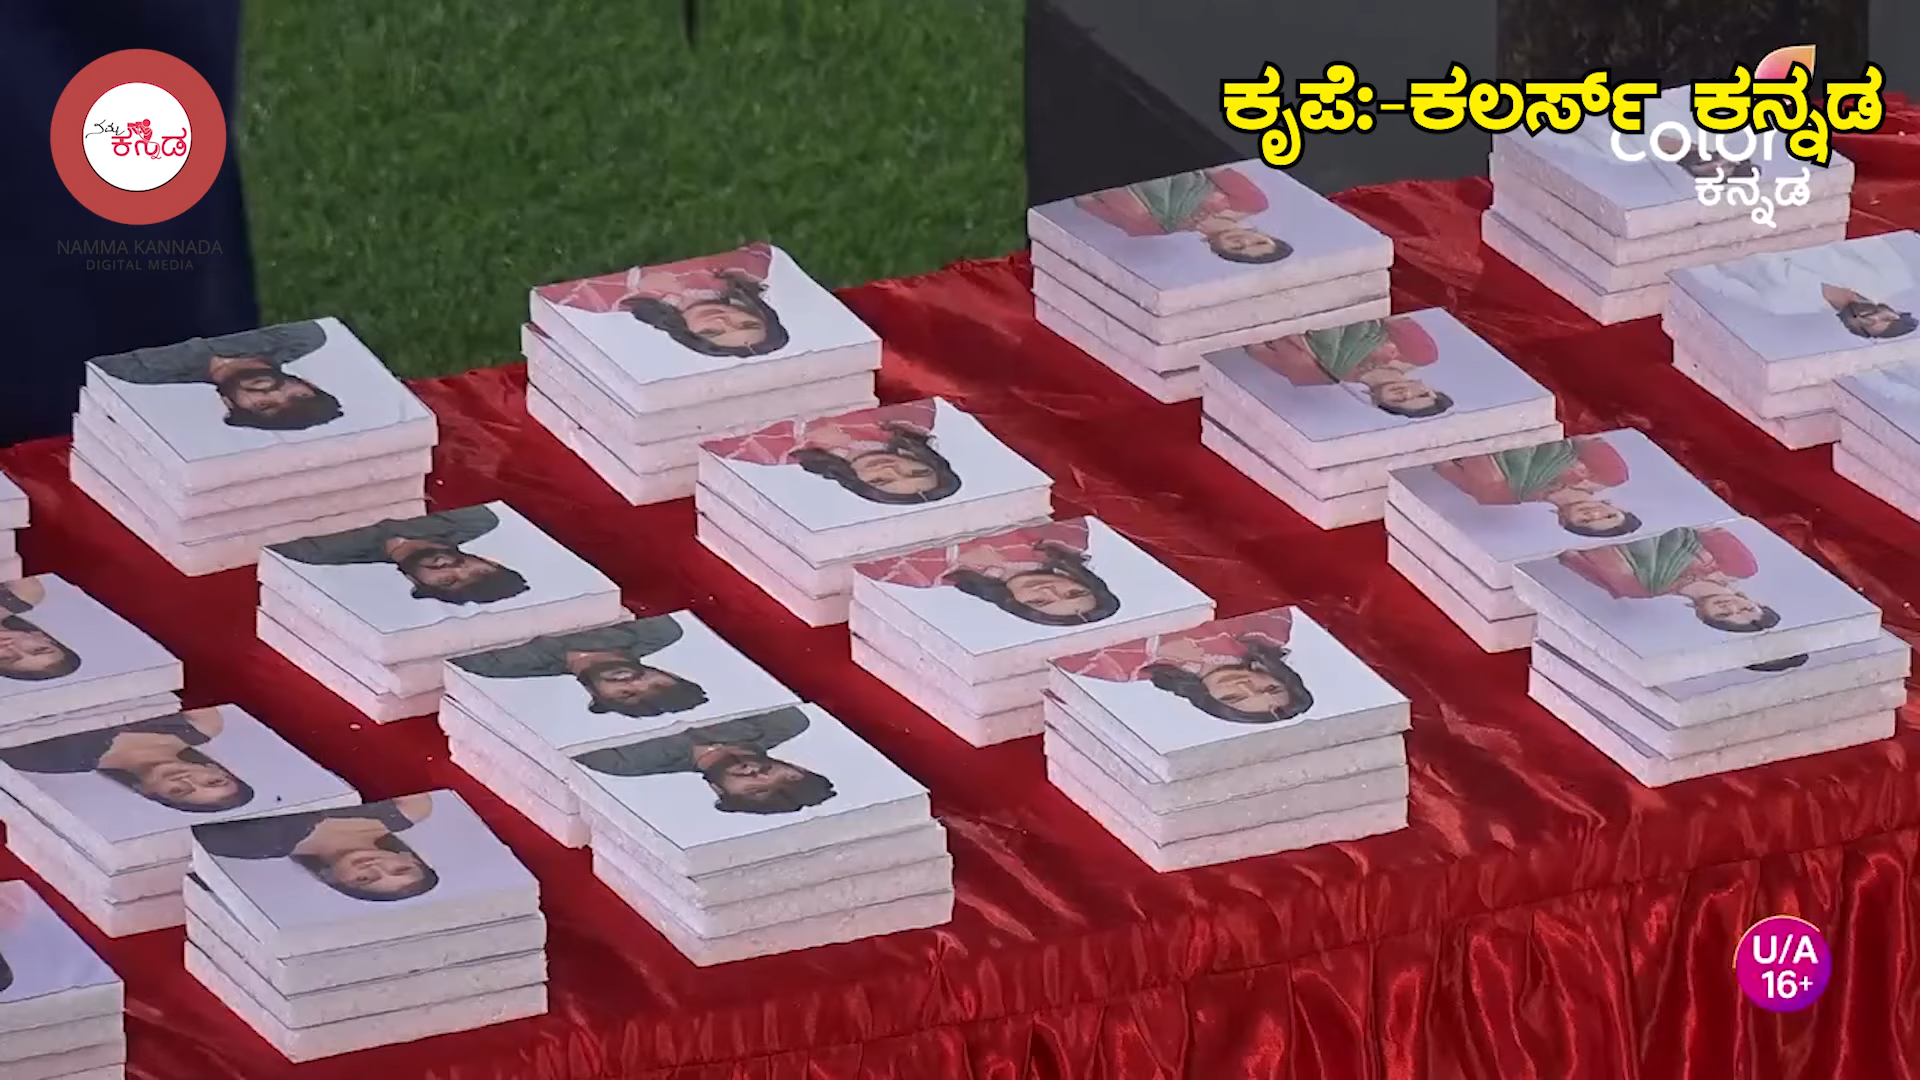 ನಮ್ಮ
ಕನ್ನಡ
NAMMA KANNADA
DIGITAL MEDIA
ಕೃಪೆ:-ಕಲರ್ಸ್ ಕನ್ನಡ
colors
ಕನ್ನಡ
U/A
16+